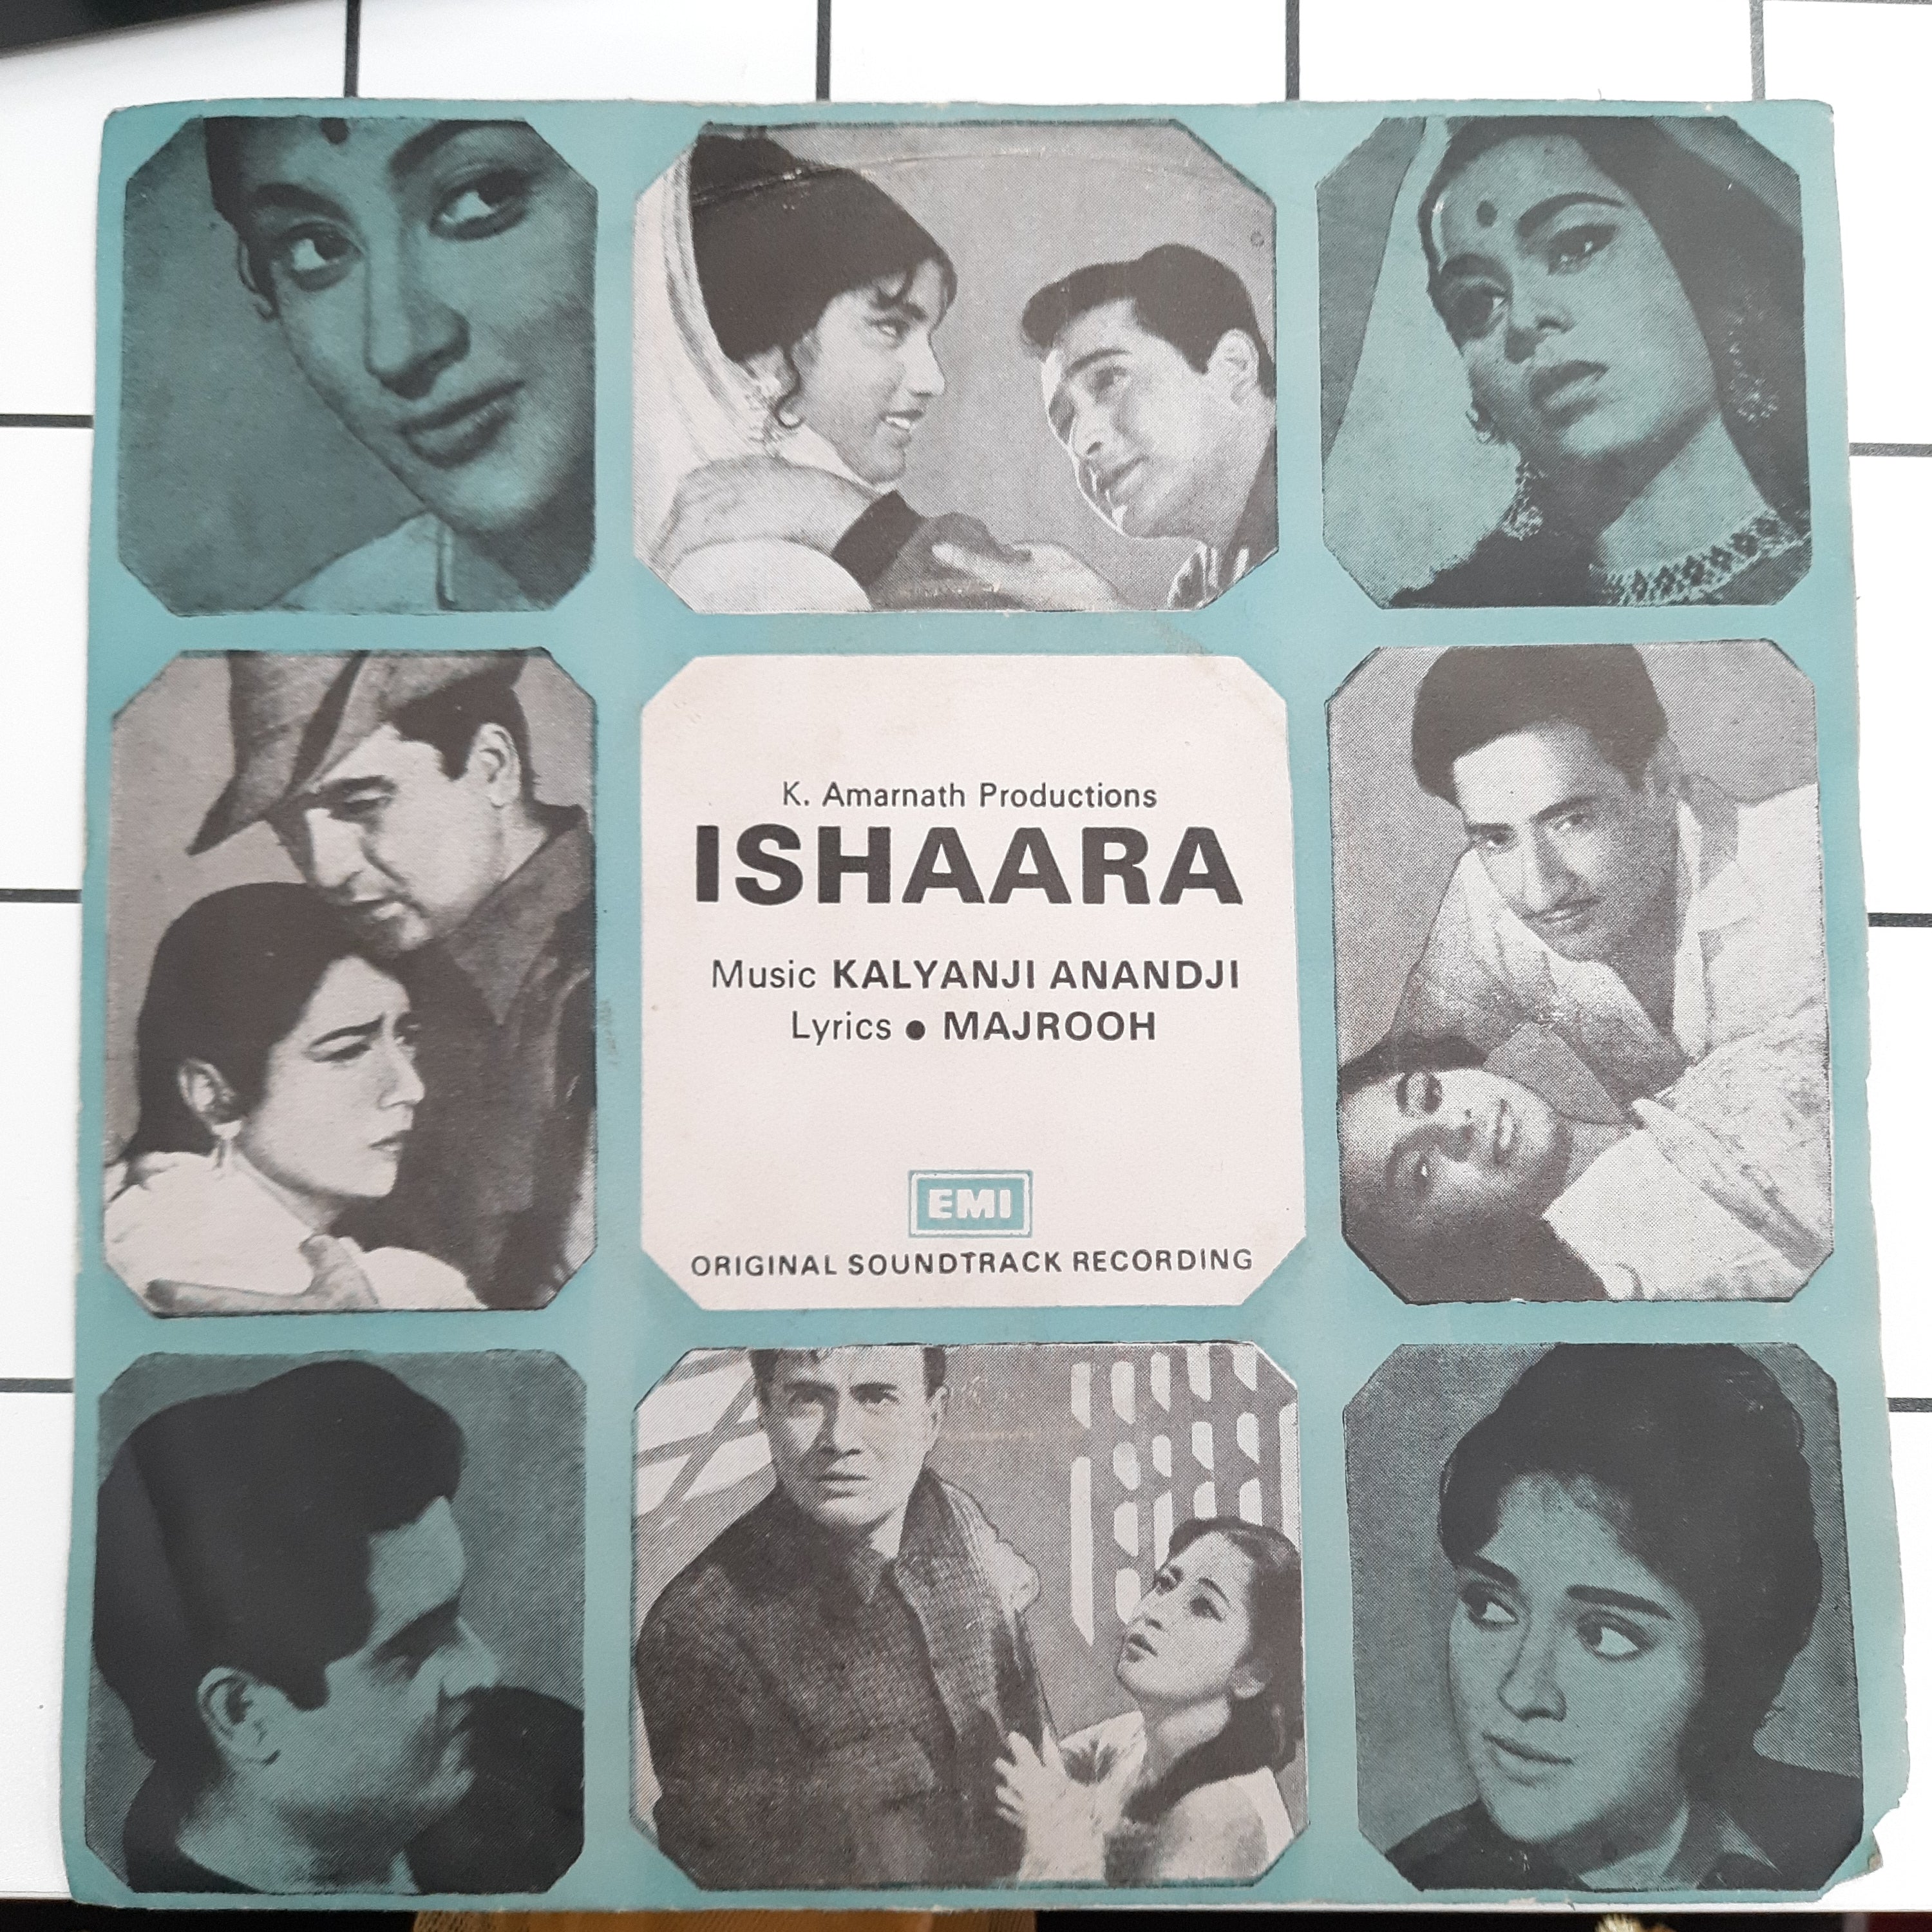 K. Amarnath Productions
ISHAARA
Music KALYANJI ANANDJI
Lyrics ● MAJROOH
EMI
ORIGINAL SOUNDTRACK RECORDING